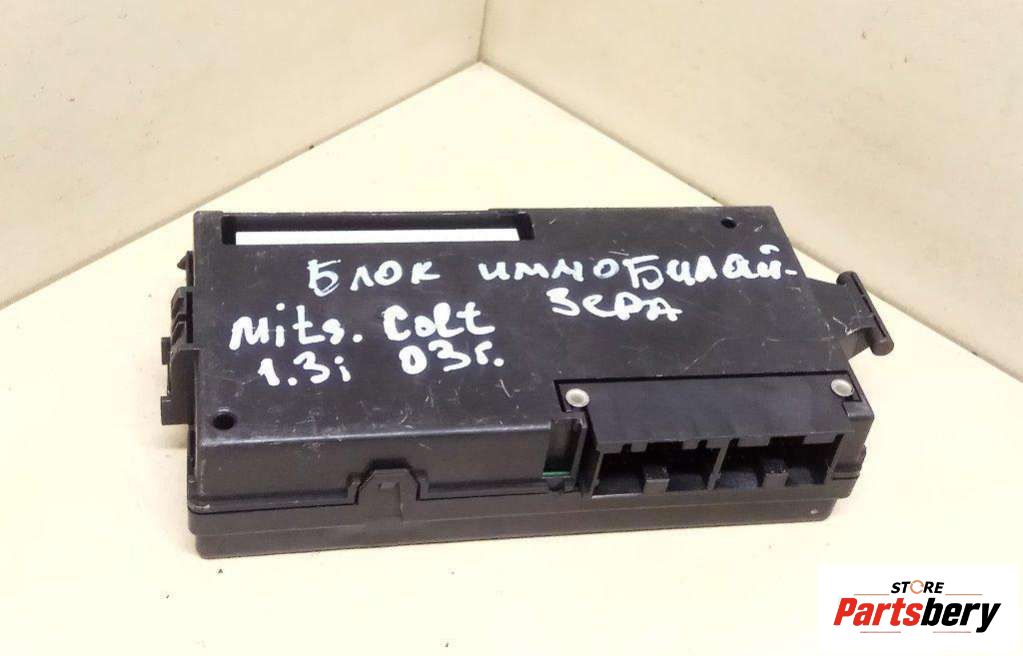 Блок иммобилай-
зера
Mits. Colt
1.3i 03г.
STORE
Partsbery